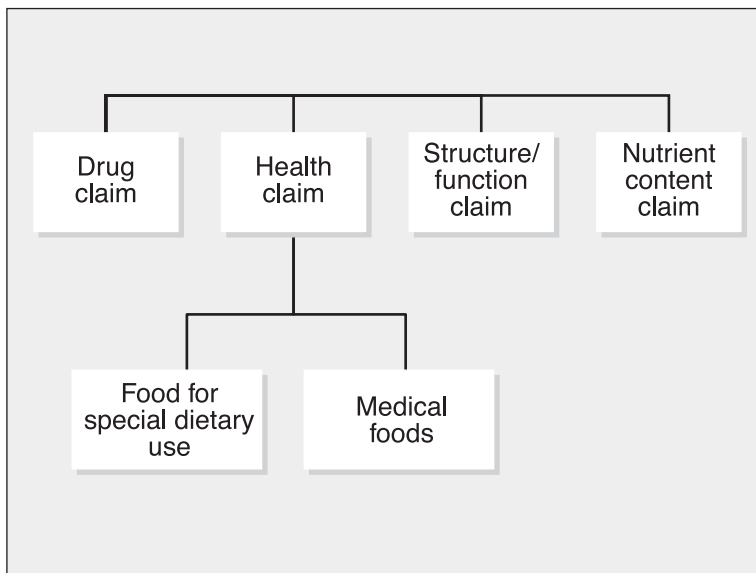 Drug
claim
Health
claim
Structure/
function
claim
Nutrient
content
claim
Food for
special dietary
use
Medical
foods